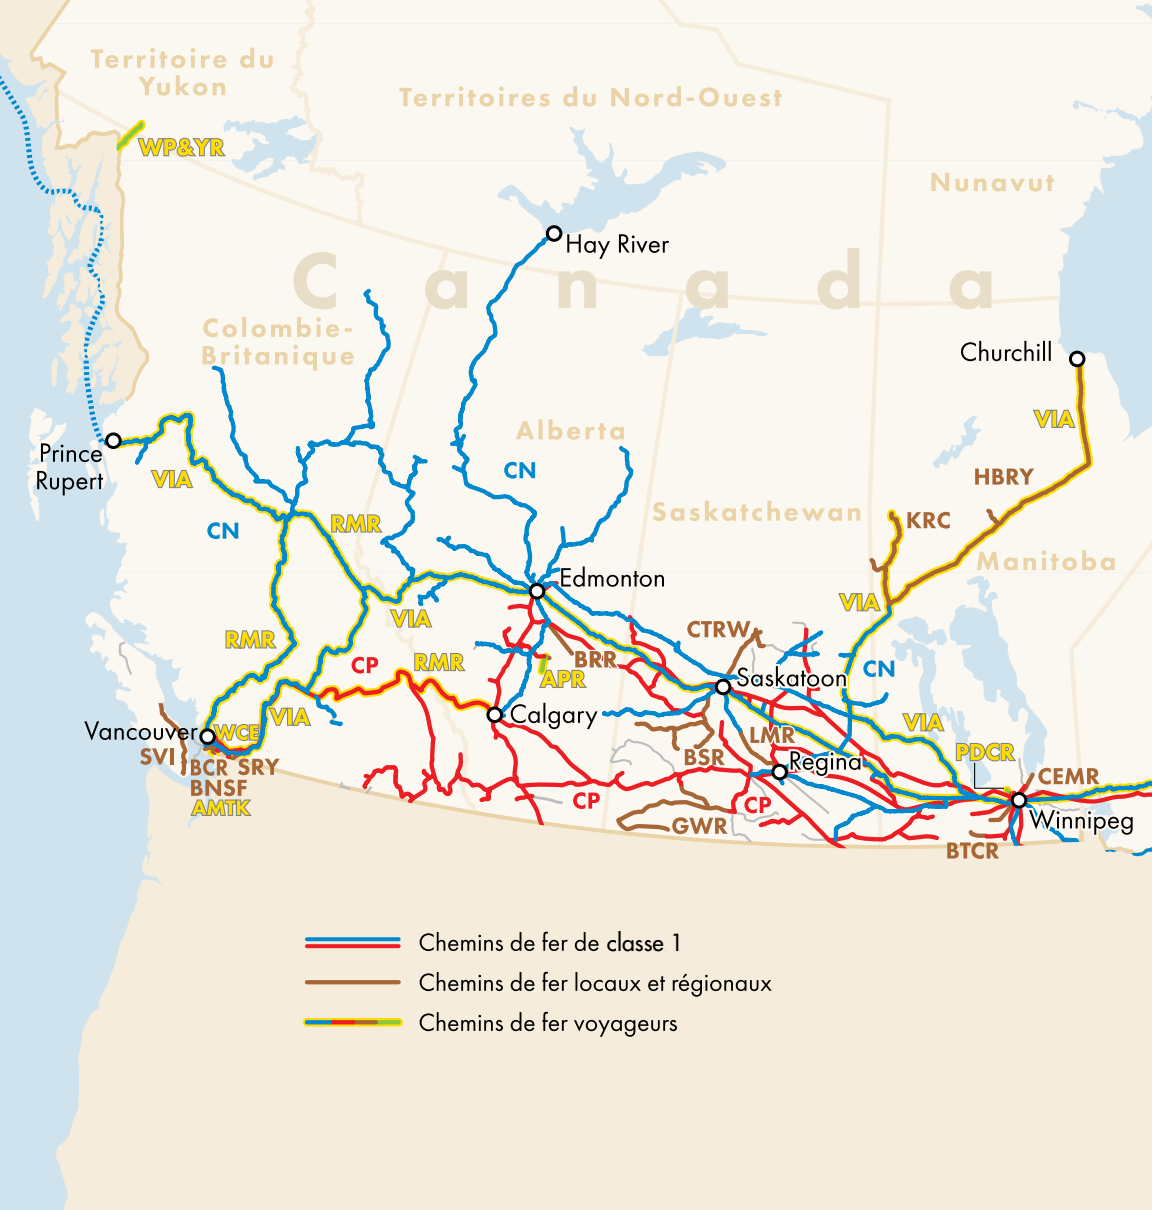 Territoire du
Yukon
Territoires du Nord-Ouest
WP&YR
Nunavut
Hay River
Canada
Colombie-
Britanique
Churchill
VIA
Alberta
Prince
Rupert
VIA
CN
HBRY
CN
RMR
Saskatchewan
KRC
Manitoba
Edmonton
VIA
VIA
RMR
CTRW
CP
RMR
BRR
APR
Saskatoon
CN
Vancouver
WCE
VIA
Calgary
VIA
LMR
SVI
BCR SRY
BSR
Regina
PDCR
BNSF
CEMR
AMTK
CP
CP
GWR
Winnipeg
BTCR
Chemins de fer de classe 1
Chemins de fer locaux et régionaux
Chemins de fer voyageurs